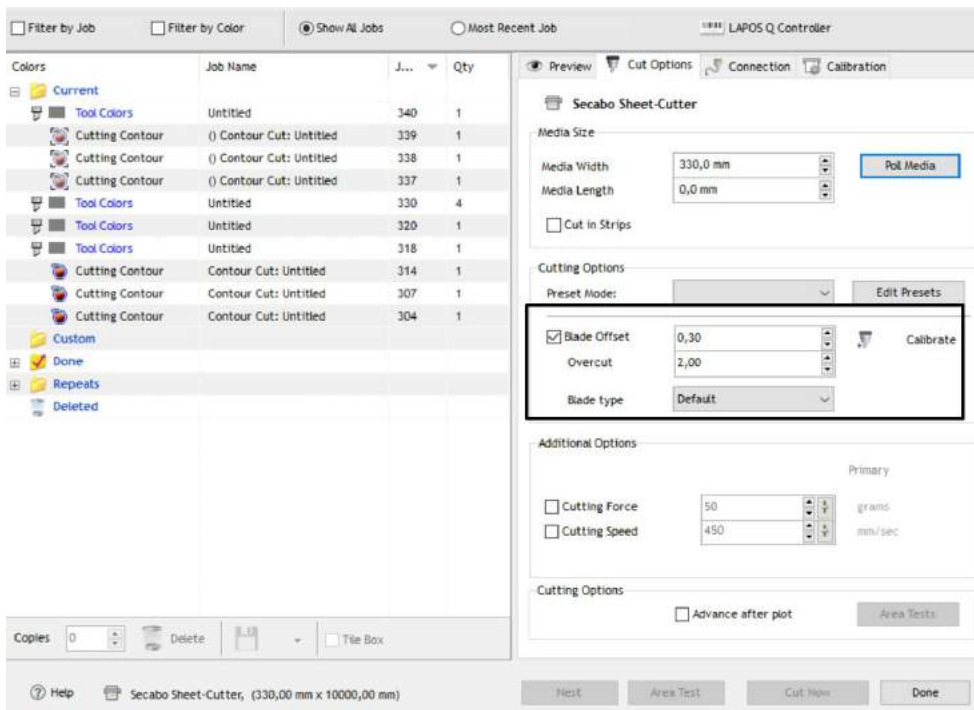 Filter by Job Filter by Color Show All Jobs Most Recent Job LAPOS Q Controller
Colors Job Name J... Qty
Current
Tool Colors Untitled 340 1
Cutting Contour () Contour Cut: Untitled 339 1
Cutting Contour () Contour Cut: Untitled 338 1
Cutting Contour () Contour Cut: Untitled 337 1
Tool Colors Untitled 330 4
Tool Colors Untitled 320 1
Tool Colors Untitled 318 1
Cutting Contour Contour Cut: Untitled 314 1
Cutting Contour Contour Cut: Untitled 307 1
Cutting Contour Contour Cut: Untitled 304 1
Custom
Done
Repeats
Deleted
Copies 0 Delete Tile Box
Preview Cut Options Connection Calibration
Secabo Sheet-Cutter
Media Size
Media Width 330,0 mm Poll Media
Media Length 0,0 mm
Cut in Strips
Cutting Options
Preset Mode: Edit Presets
Blade Offset 0,30 Calibrate
Overcut 2,00
Blade type Default
Additional Options
Primary
Cutting Force 50 grams
Cutting Speed 450 mm/sec
Cutting Options
Advance after plot Area Tests
Help Secabo Sheet-Cutter, (330,00 mm x 10000,00 mm) Nest Area Test Cut Now Done